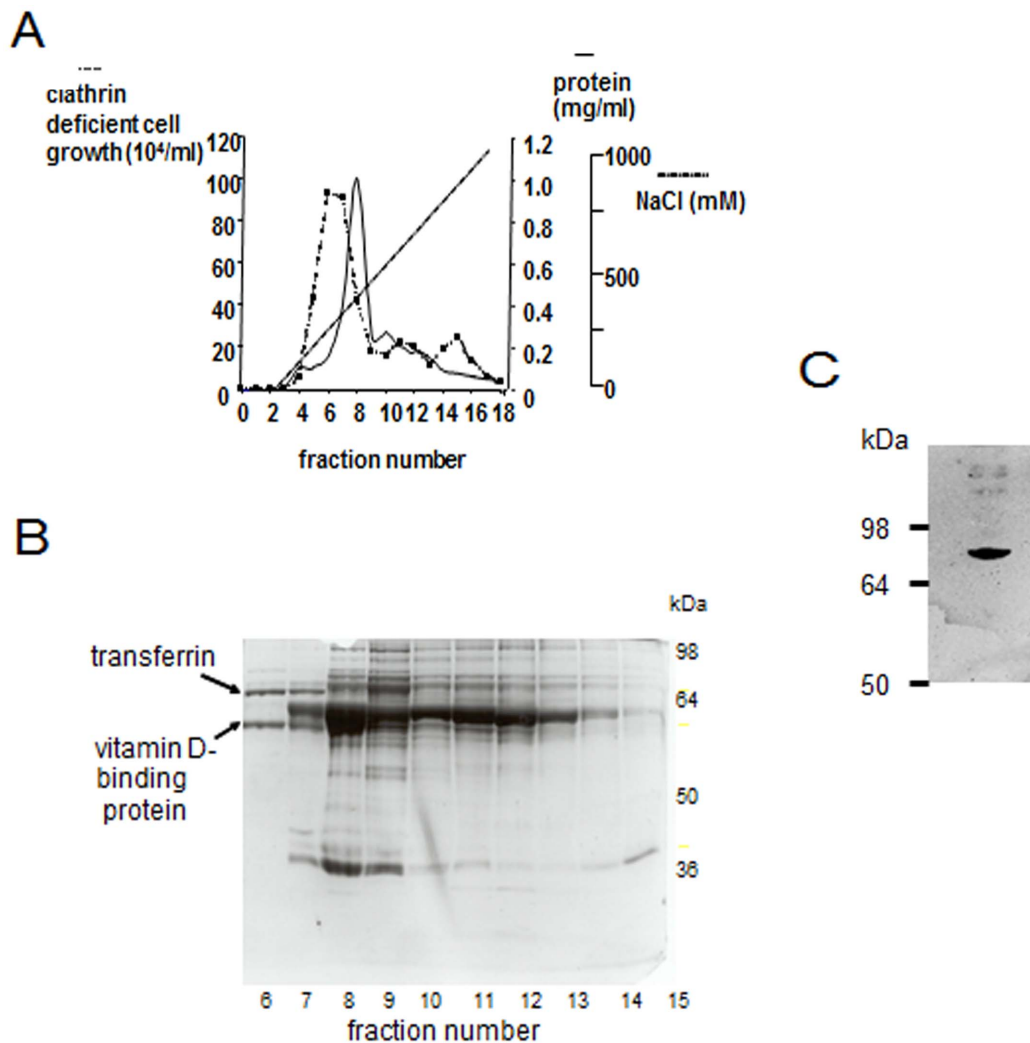 A
clathrin
deficient cell
growth (10⁴/ml)
protein
(mg/ml)
NaCl (mM)
120
100
80
60
40
20
0
1.2
1.0
0.8
0.6
0.4
0.2
0
1000
500
0
0 2 4 6 8 10 12 14 16 18
fraction number
C
kDa
98
64
50
B
kDa
transferrin
vitamin D-
binding
protein
98
64
50
36
6 7 8 9 10 11 12 13 14 15
fraction number